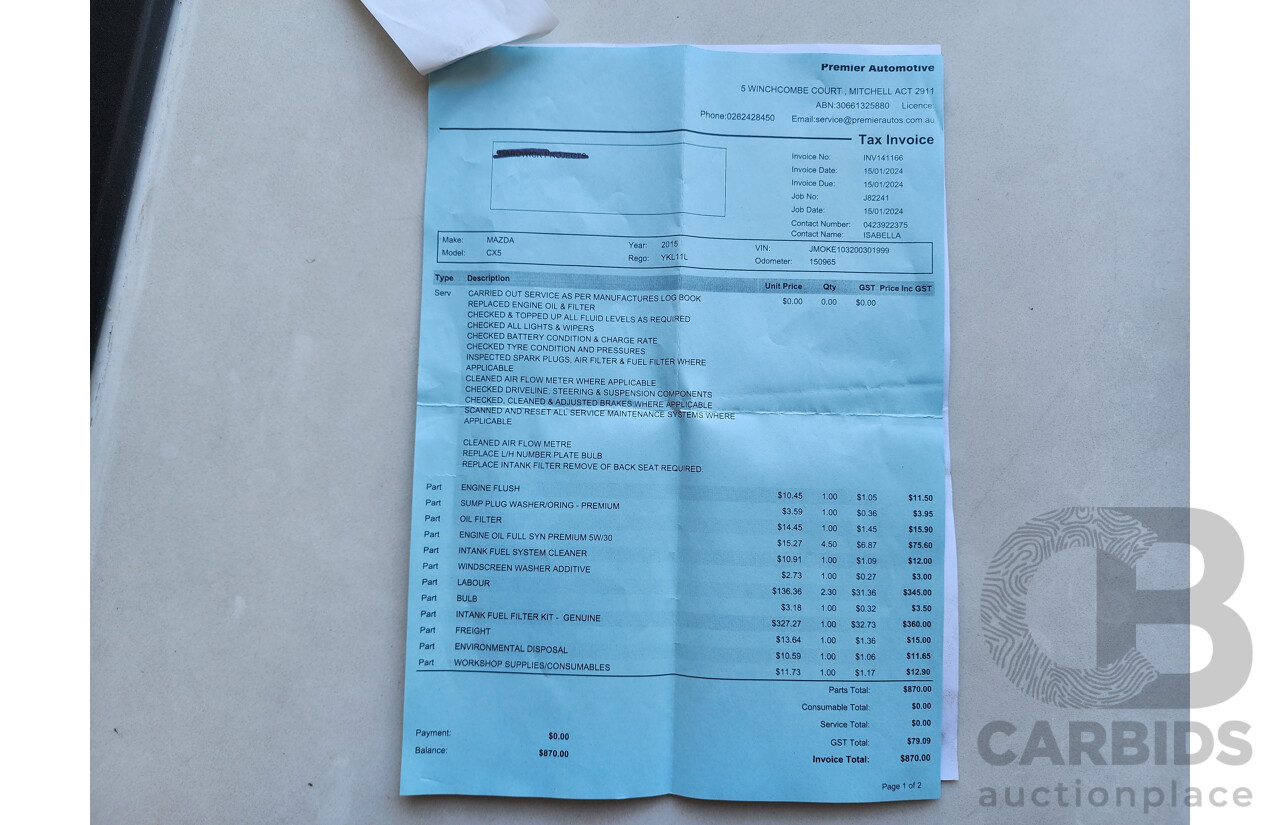 Premier Automotive
5 WINCHCOMBE COURT , MITCHELL ACT 2911
ABN:30661325880 Licence:
Phone:0262428450 Email:service@premierautos.com.au
Tax Invoice
Invoice No: INV141166
Invoice Date: 15/01/2024
Invoice Due: 15/01/2024
Job No: J82241
Job Date: 15/01/2024
Contact Number: 0423922375
Contact Name: ISABELLA
Make: MAZDA Year: 2015 VIN: JMOKE103200301999
Model: CX5 Rego: YKL11L Odometer: 150965
Type Description Unit Price Qty GST Price Inc GST
Serv CARRIED OUT SERVICE AS PER MANUFACTURES LOG BOOK $0.00 0.00 $0.00
REPLACED ENGINE OIL & FILTER
CHECKED & TOPPED UP ALL FLUID LEVELS AS REQUIRED
CHECKED ALL LIGHTS & WIPERS
CHECKED BATTERY CONDITION & CHARGE RATE
CHECKED TYRE CONDITION AND PRESSURES
INSPECTED SPARK PLUGS, AIR FILTER & FUEL FILTER WHERE
APPLICABLE
CLEANED AIR FLOW METER WHERE APPLICABLE
CHECKED DRIVELINE, STEERING & SUSPENSION COMPONENTS
CHECKED, CLEANED & ADJUSTED BRAKES WHERE APPLICABLE
SCANNED AND RESET ALL SERVICE MAINTENANCE SYSTEMS WHERE
APPLICABLE
CLEANED AIR FLOW METRE
REPLACE L/H NUMBER PLATE BULB
REPLACE INTANK FILTER REMOVE OF BACK SEAT REQUIRED.
Part ENGINE FLUSH $10.45 1.00 $1.05 $11.50
Part SUMP PLUG WASHER/ORING - PREMIUM $3.59 1.00 $0.36 $3.95
Part OIL FILTER $14.45 1.00 $1.45 $15.90
Part ENGINE OIL FULL SYN PREMIUM 5W/30 $15.27 4.50 $6.87 $75.60
Part INTANK FUEL SYSTEM CLEANER $10.91 1.00 $1.09 $12.00
Part WINDSCREEN WASHER ADDITIVE $2.73 1.00 $0.27 $3.00
Part LABOUR $136.36 2.30 $31.36 $345.00
Part BULB $3.18 1.00 $0.32 $3.50
Part INTANK FUEL FILTER KIT - GENUINE $327.27 1.00 $32.73 $360.00
Part FREIGHT $13.64 1.00 $1.36 $15.00
Part ENVIRONMENTAL DISPOSAL $10.59 1.00 $1.06 $11.65
Part WORKSHOP SUPPLIES/CONSUMABLES $11.73 1.00 $1.17 $12.90
Parts Total: $870.00
Consumable Total: $0.00
Service Total: $0.00
Payment: $0.00 GST Total: $79.09
Balance: $870.00 Invoice Total: $870.00
Page 1 of 2
CB
CARBIDS
auctionplace